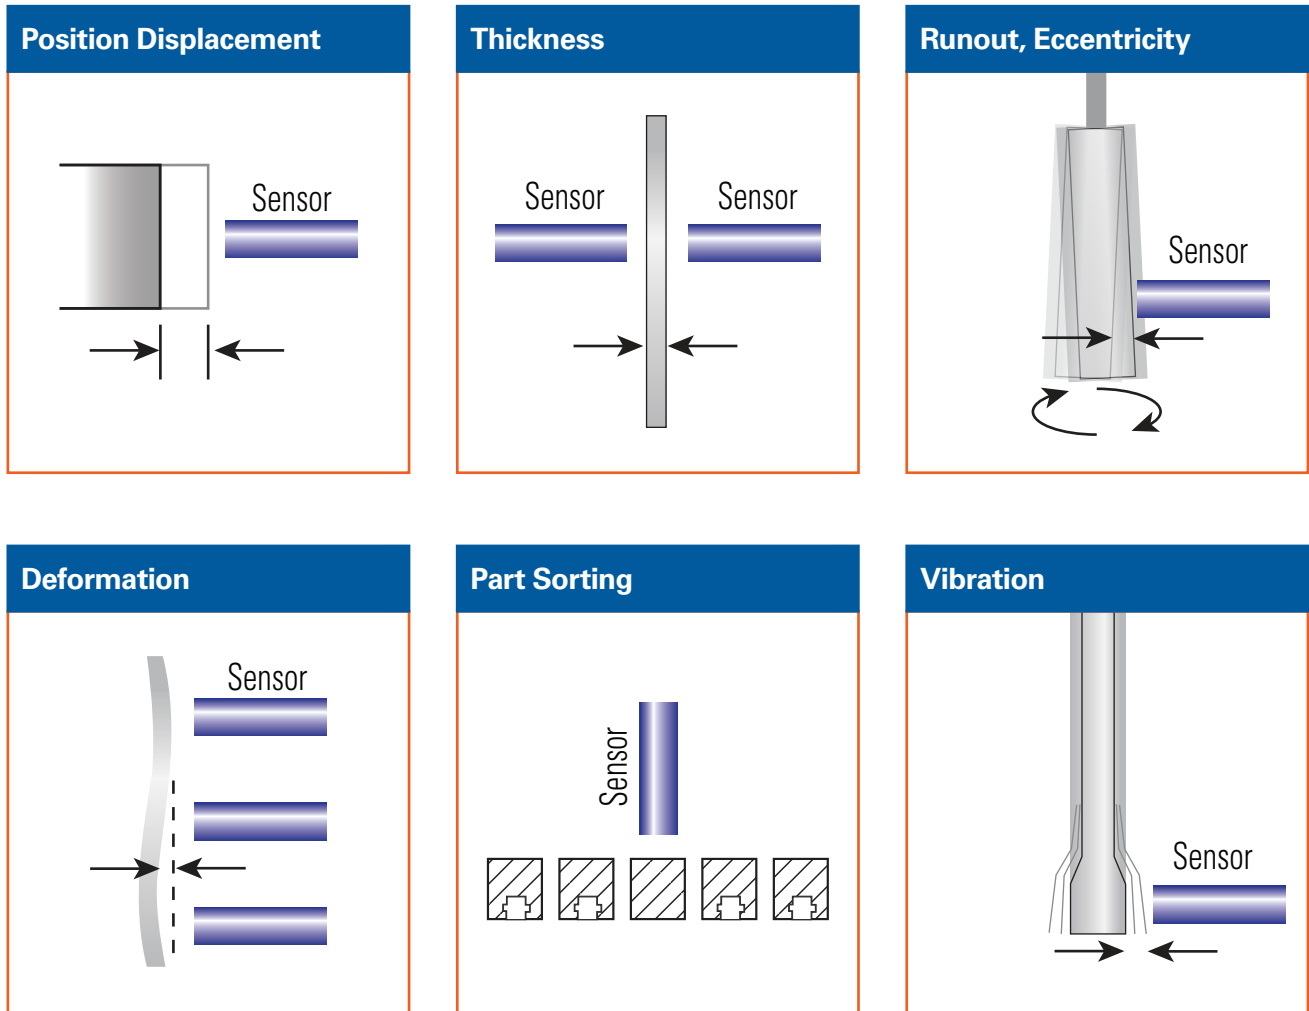 Position Displacement
Sensor
Thickness
Sensor
Sensor
Runout, Eccentricity
Sensor
Deformation
Sensor
Part Sorting
Sensor
Vibration
Sensor